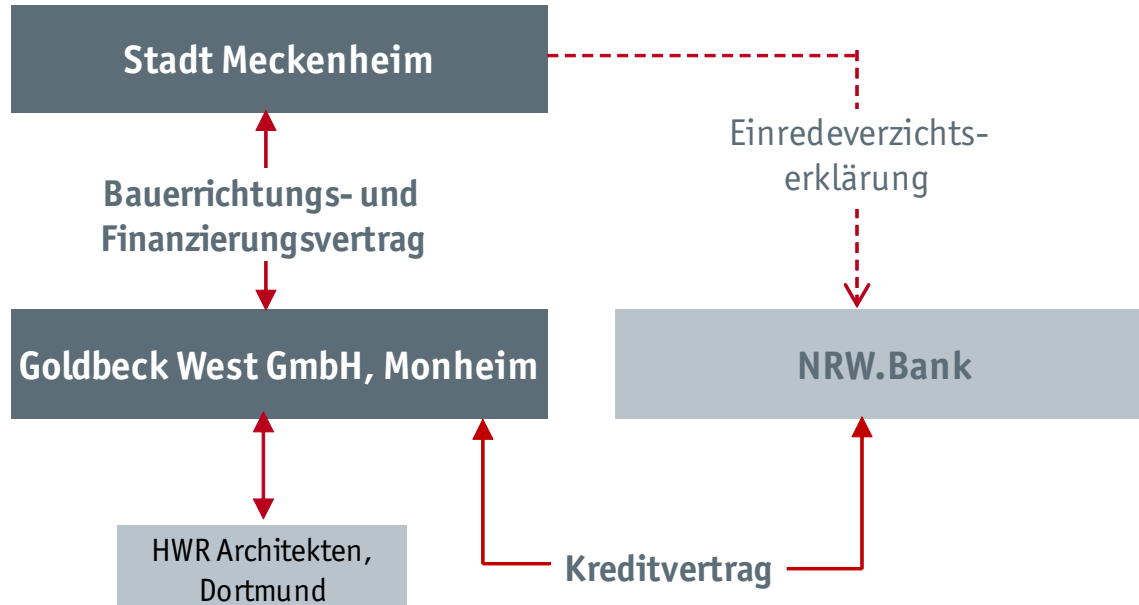 Stadt Meckenheim
Einredeverzichts-
erklärung
Bauerrichtungs- und
Finanzierungsvertrag
Goldbeck West GmbH, Monheim
NRW.Bank
HWR Architekten,
Dortmund
Kreditvertrag